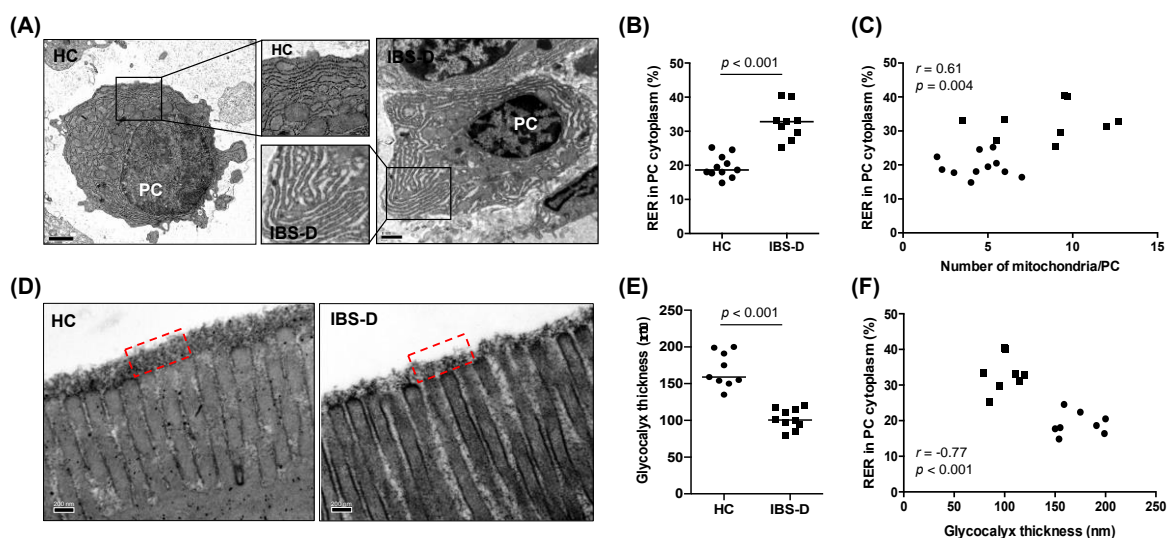 (A)
HC
PC
HC
IBS-D
IBS-D
PC
(B)
p < 0.001
RER in PC cytoplasm (%)
50
40
30
20
10
0
HC IBS-D
(C)
r = 0.61
p = 0.004
RER in PC cytoplasm (%)
50
40
30
20
10
0
0 5 10 15
Number of mitochondria/PC
(D)
HC
200 nm
IBS-D
200 nm
(E)
p < 0.001
Glycocalyx thickness
250
200
150
100
50
0
HC IBS-D
(F)
RER in PC cytoplasm (%)
50
40
30
20
10
0
r = -0.77
p < 0.001
0 50 100 150 200 250
Glycocalyx thickness (nm)